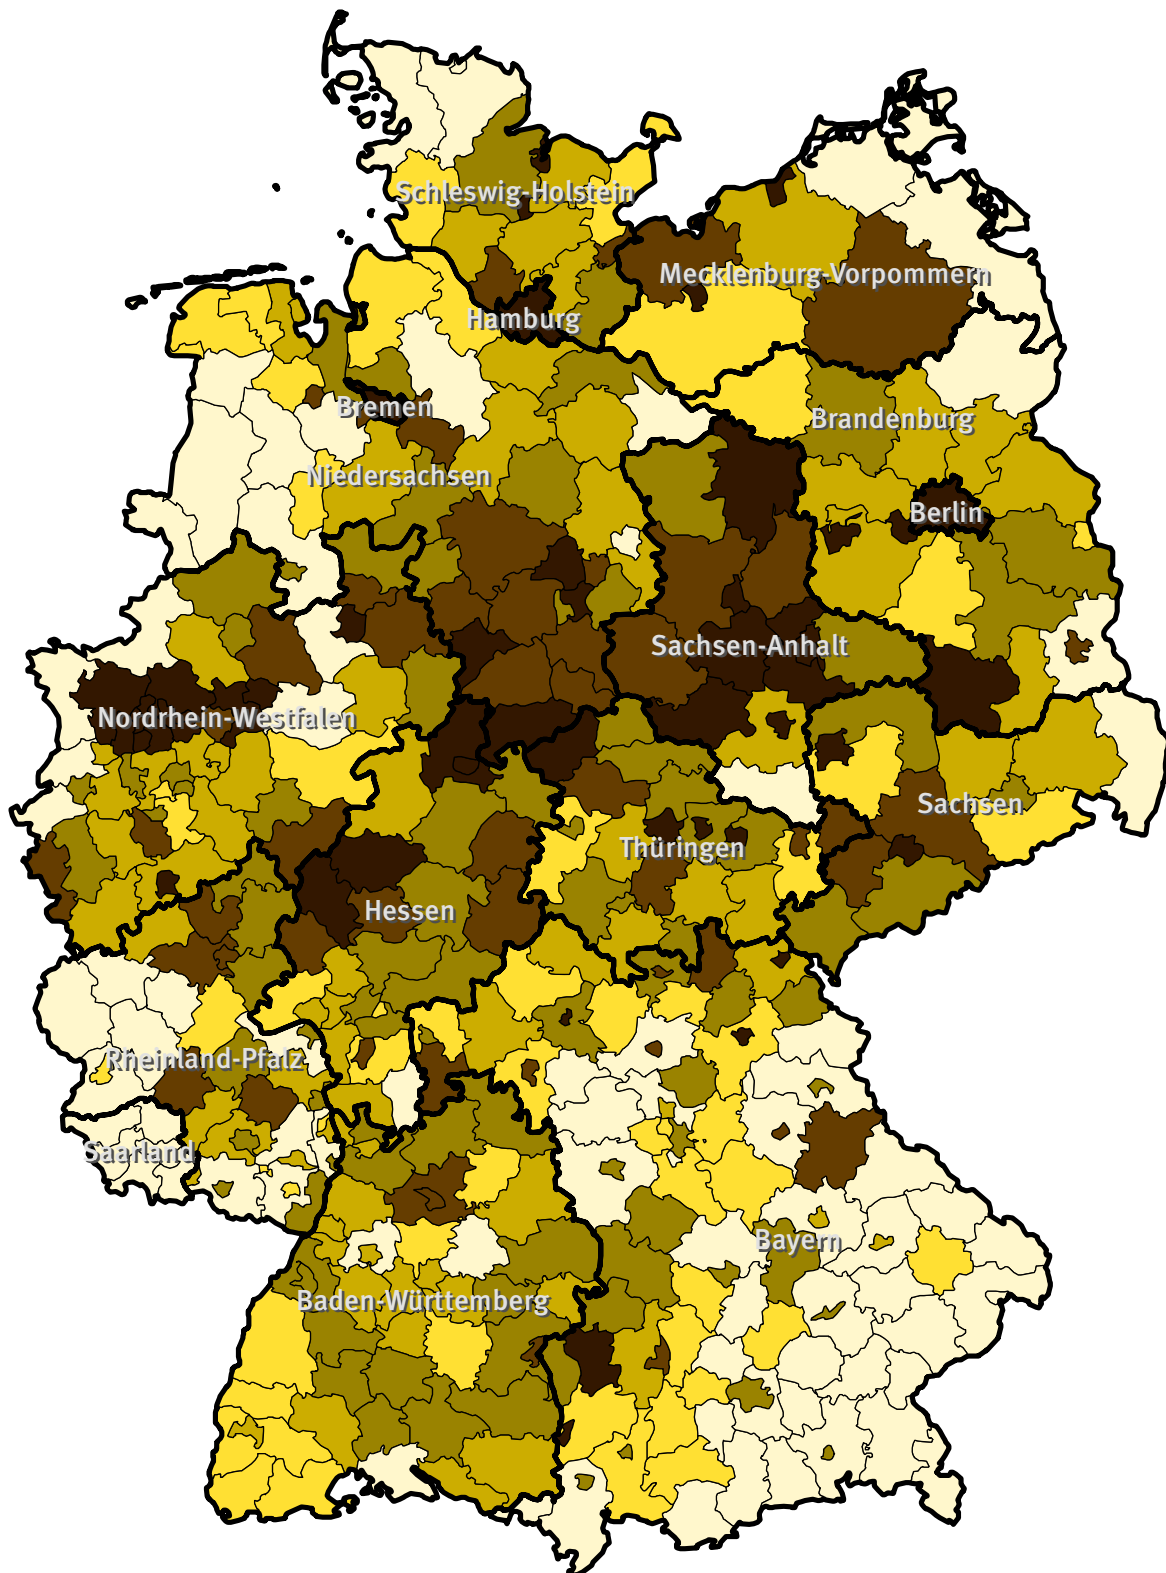 Schleswig-Holstein
Mecklenburg-Vorpommern
Hamburg
Bremen
Brandenburg
Niedersachsen
Berlin
Sachsen-Anhalt
Nordrhein-Westfalen
Sachsen
Thüringen
Hessen
Rheinland-Pfalz
Saarland
Bayern
Baden-Württemberg